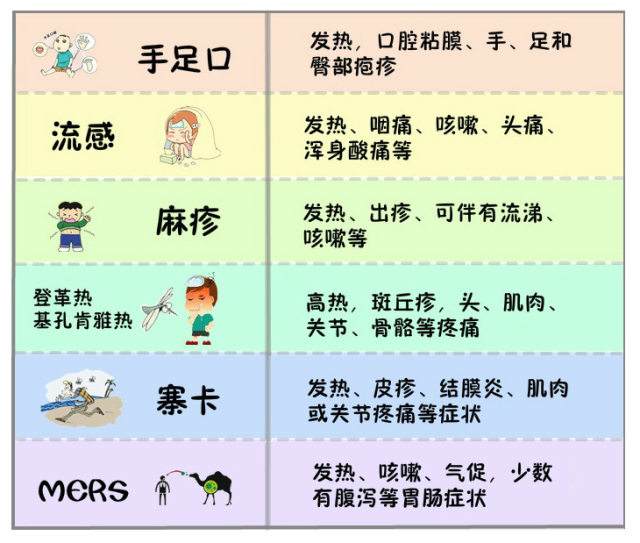 手足口
发热，口腔粘膜、手、足和
臀部疱疹
流感
发热、咽痛、咳嗽、头痛、
浑身酸痛等
麻疹
发热、出疹、可伴有流涕、
咳嗽等
登革热
基孔肯雅热
高热，斑丘疹，头、肌肉、
关节、骨骼等疼痛
寨卡
发热、皮疹、结膜炎、肌肉
或关节疼痛等症状
MERS
发热、咳嗽、气促，少数
有腹泻等胃肠症状